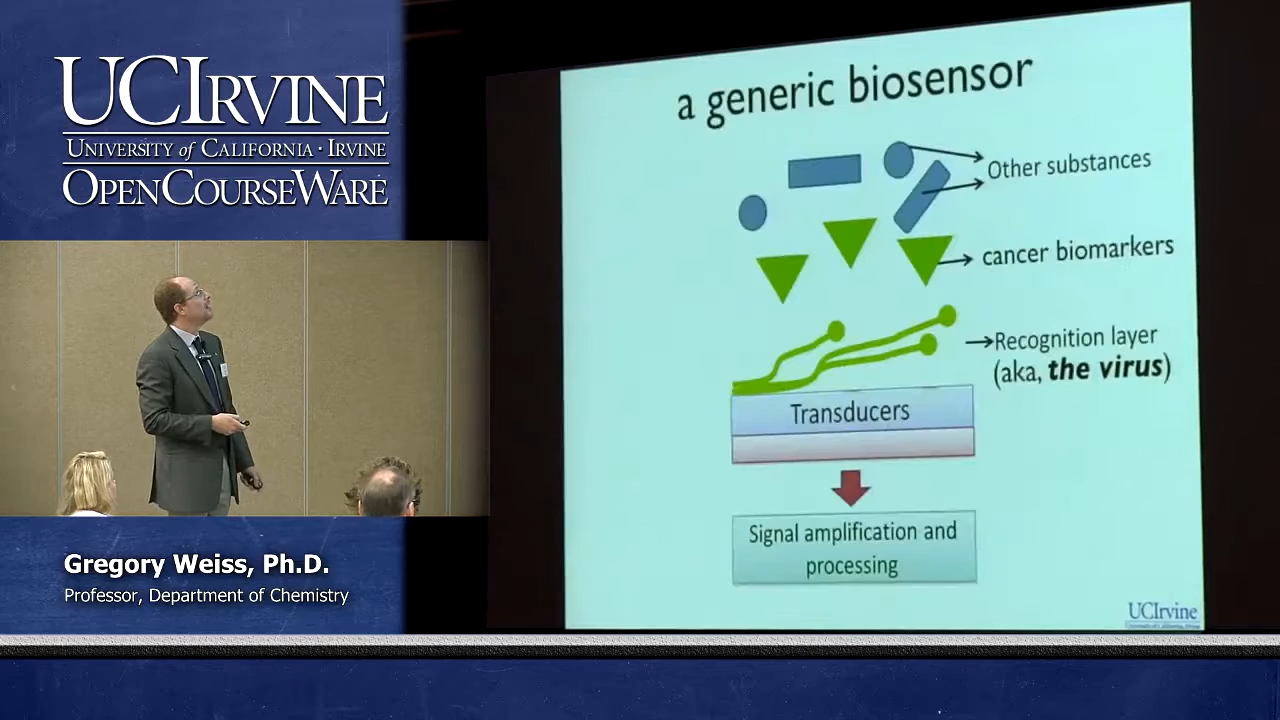 UCIRVINE
UNIVERSITY of CALIFORNIA · IRVINE
OPENCOURSEWARE
a generic biosensor
Other substances
cancer biomarkers
Recognition layer
(aka, the virus)
Transducers
Signal amplification and
processing
UCIrvine
Gregory Weiss, Ph.D.
Professor, Department of Chemistry